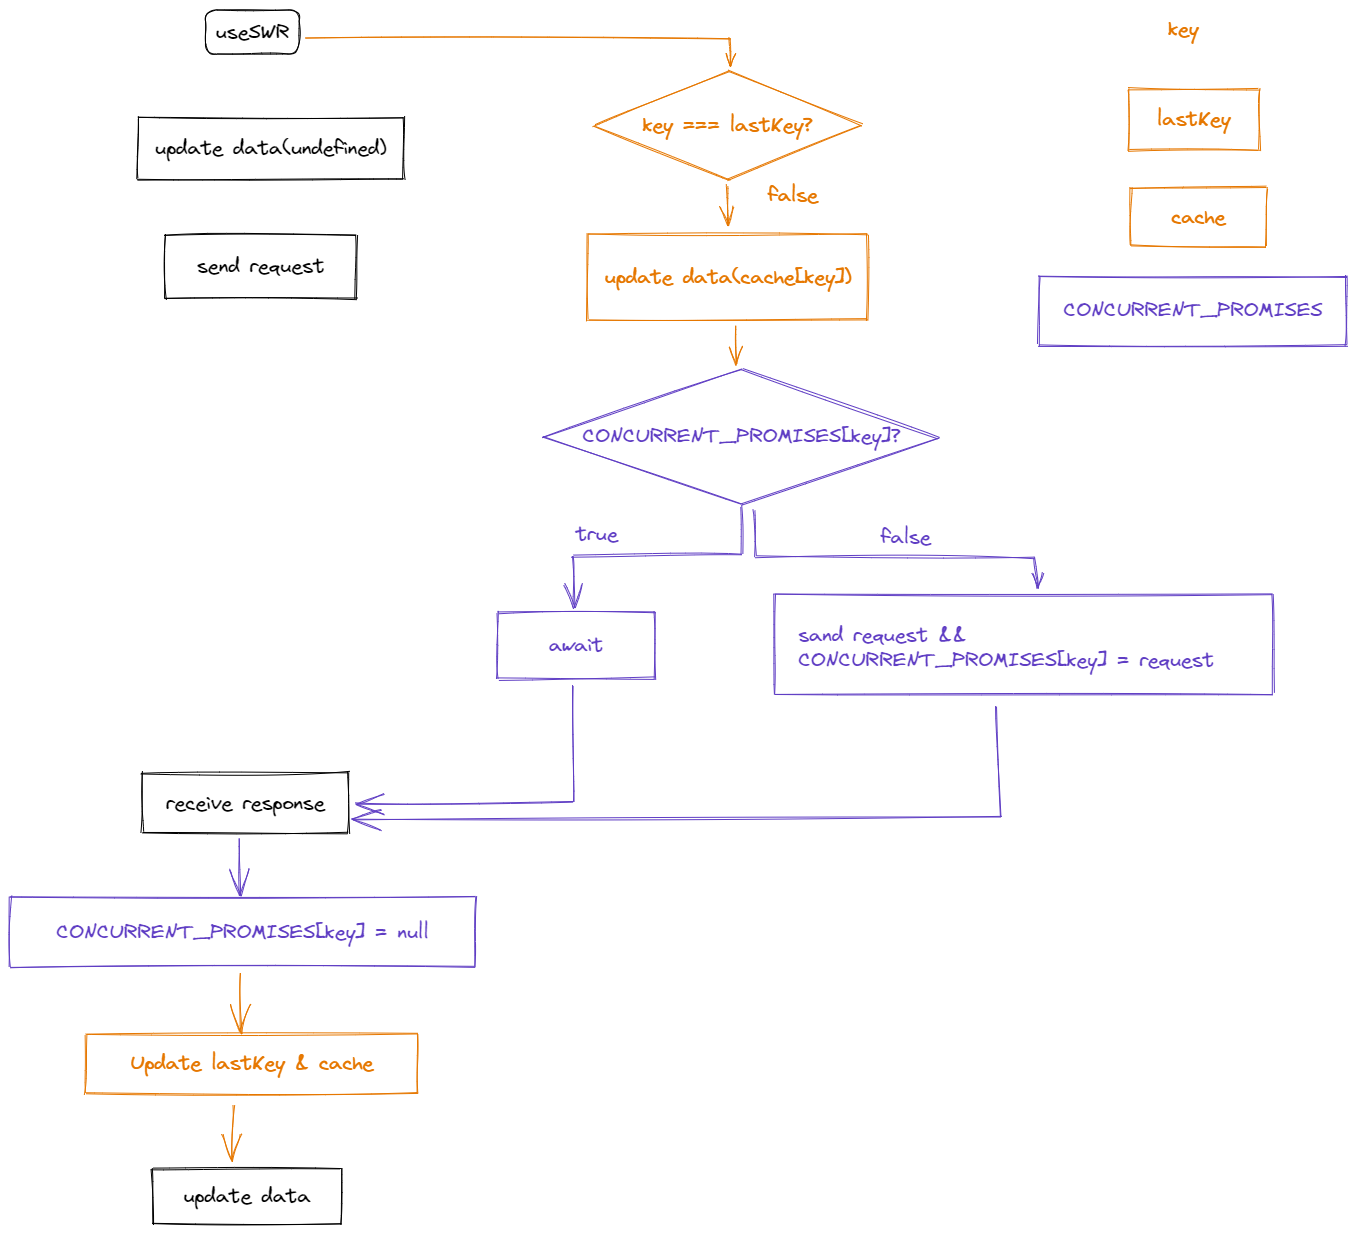 useSWR
key
key === lastKey?
lastKey
update data(undefined)
false
cache
send request
update data(cache[key])
CONCURRENT_PROMISES
CONCURRENT_PROMISES[key]?
true
false
await
sand request &&
CONCURRENT_PROMISES[key] = request
receive response
CONCURRENT_PROMISES[key] = null
Update lastKey & cache
update data